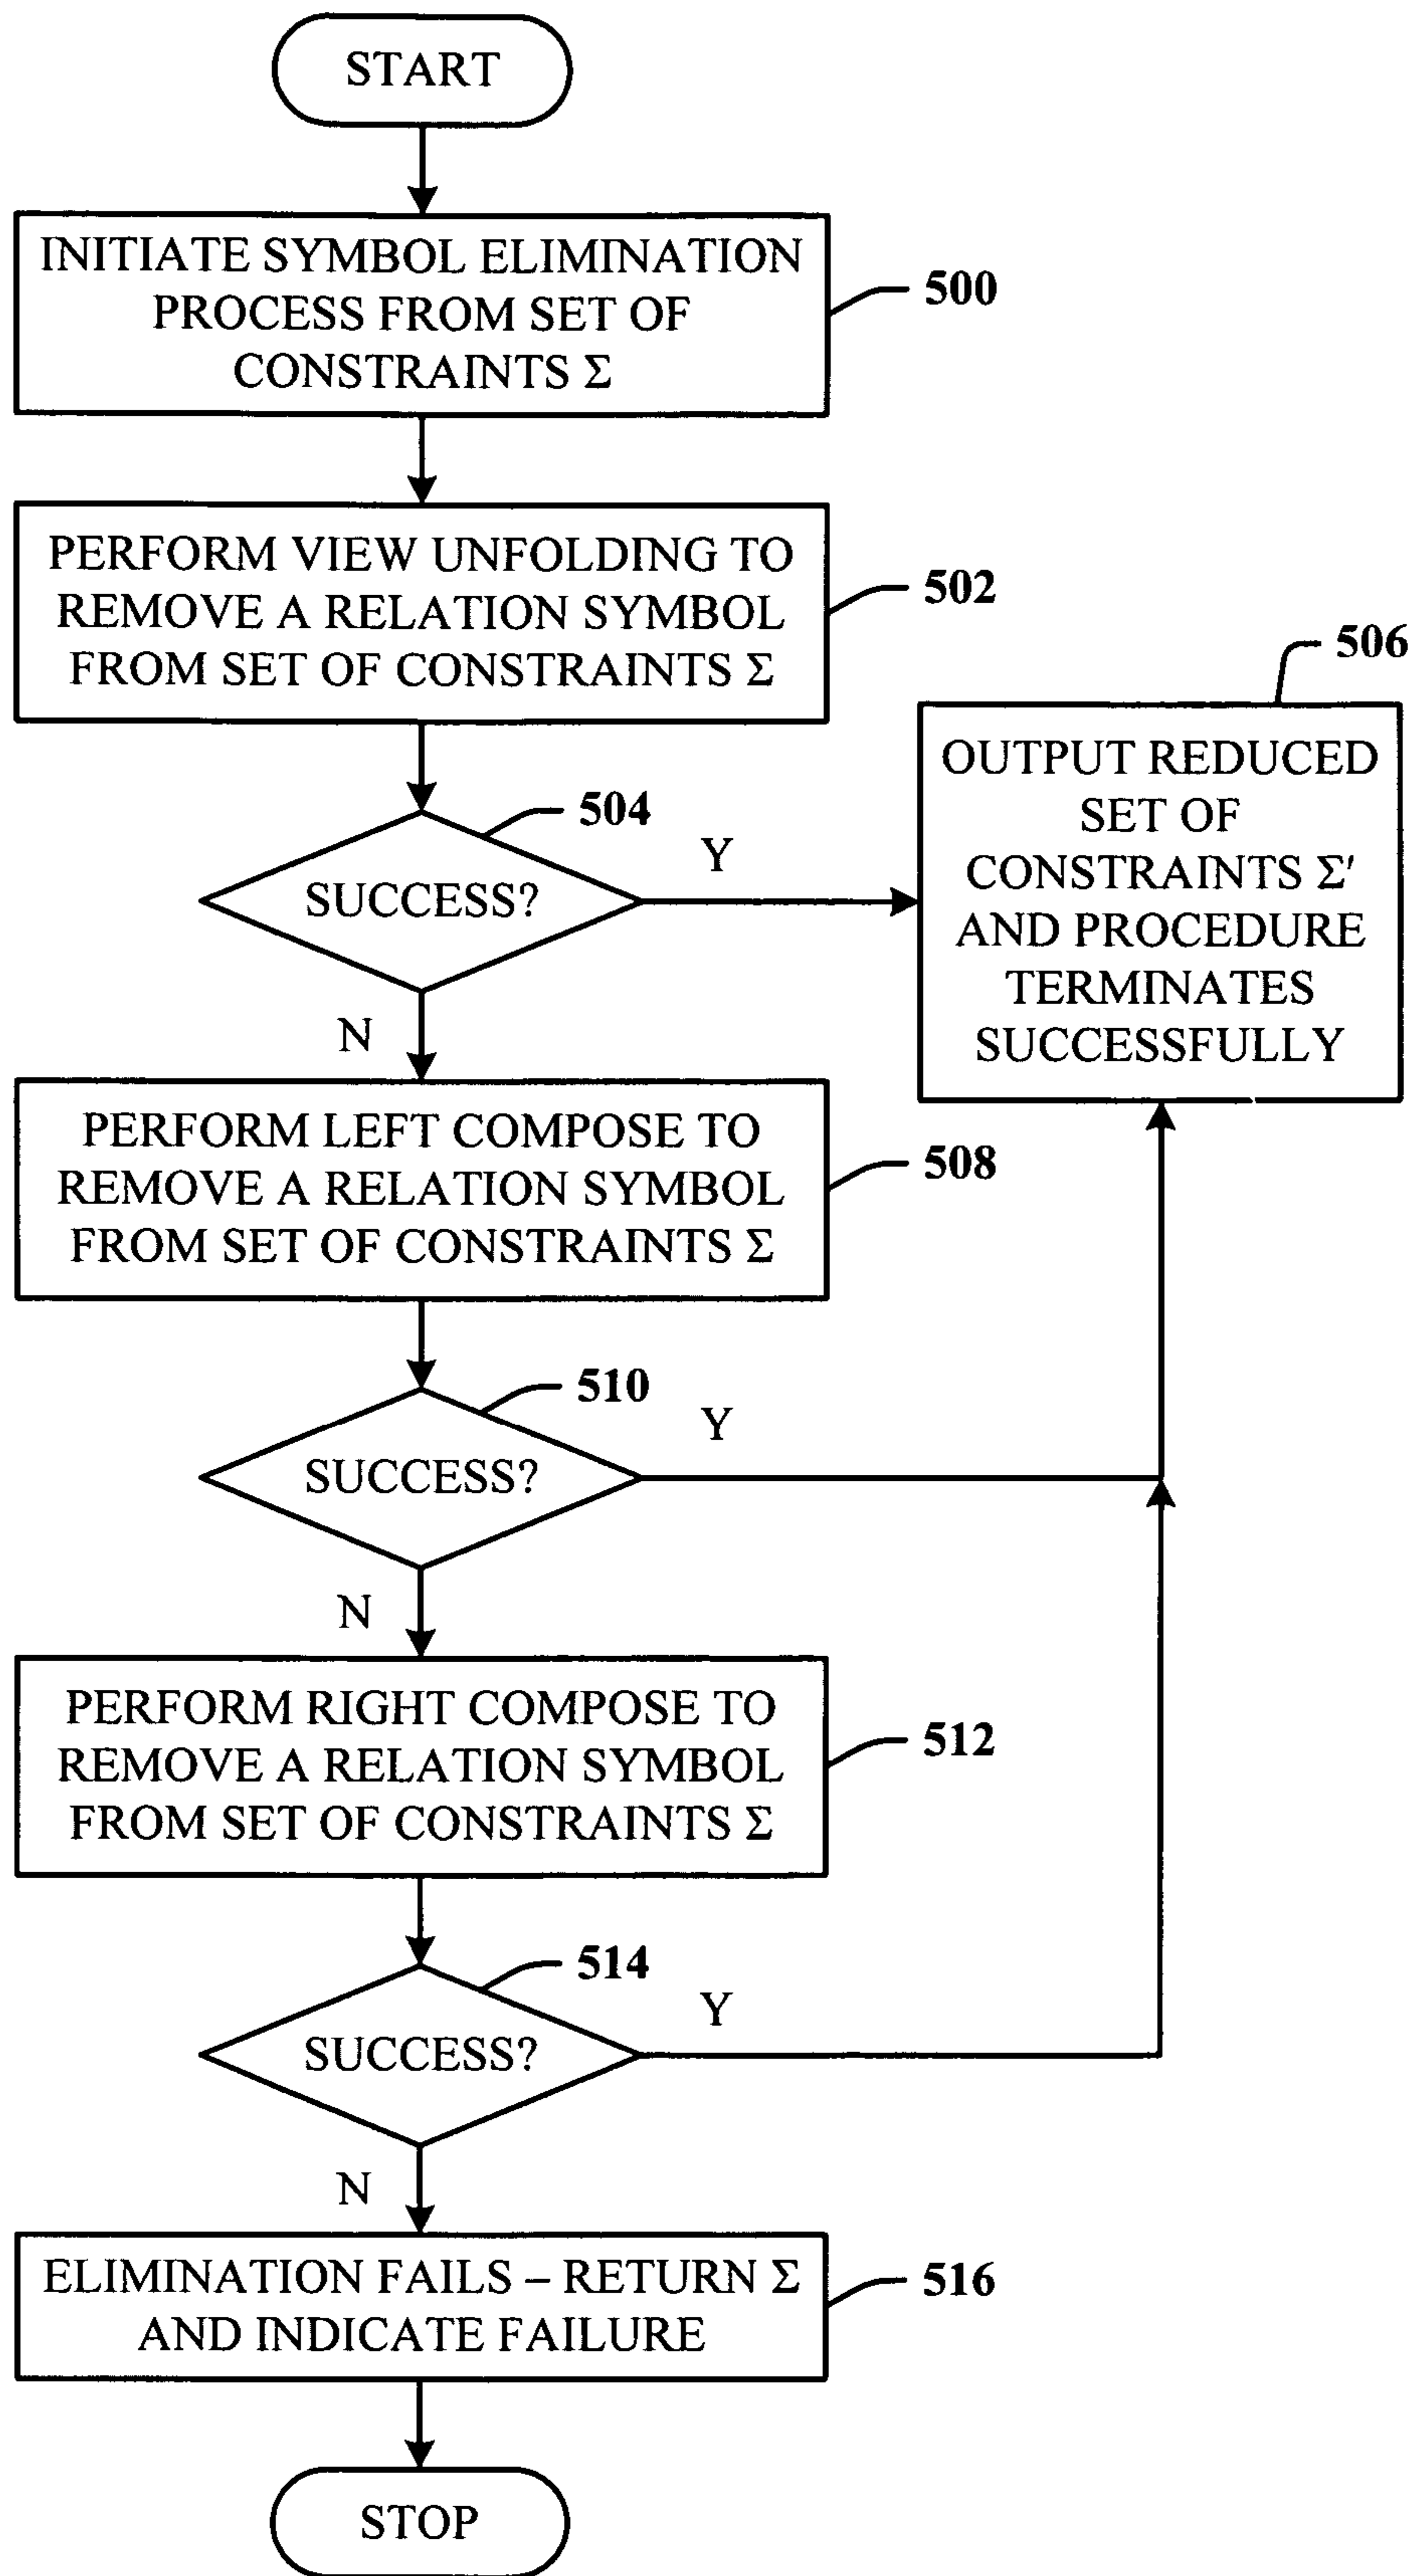 START
INITIATE SYMBOL ELIMINATION
PROCESS FROM SET OF
CONSTRAINTS Σ
500
PERFORM VIEW UNFOLDING TO
REMOVE A RELATION SYMBOL
FROM SET OF CONSTRAINTS Σ
502
506
OUTPUT REDUCED
SET OF
CONSTRAINTS Σ'
AND PROCEDURE
TERMINATES
SUCCESSFULLY
504
SUCCESS?
Y
N
PERFORM LEFT COMPOSE TO
REMOVE A RELATION SYMBOL
FROM SET OF CONSTRAINTS Σ
508
510
SUCCESS?
Y
N
PERFORM RIGHT COMPOSE TO
REMOVE A RELATION SYMBOL
FROM SET OF CONSTRAINTS Σ
512
514
SUCCESS?
Y
N
ELIMINATION FAILS – RETURN Σ
AND INDICATE FAILURE
516
STOP